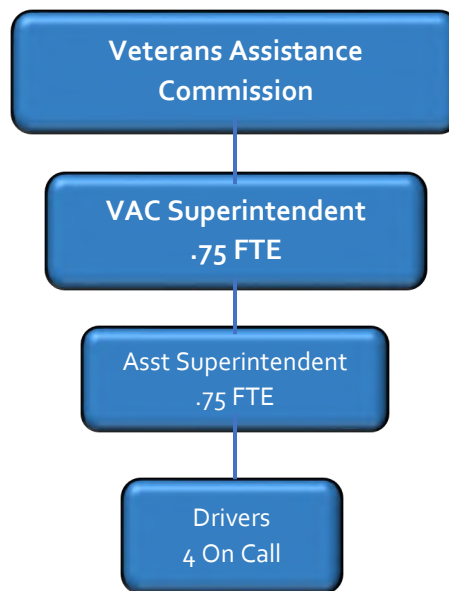 Veterans Assistance
Commission
VAC Superintendent
.75 FTE
Asst Superintendent
.75 FTE
Drivers
4 On Call